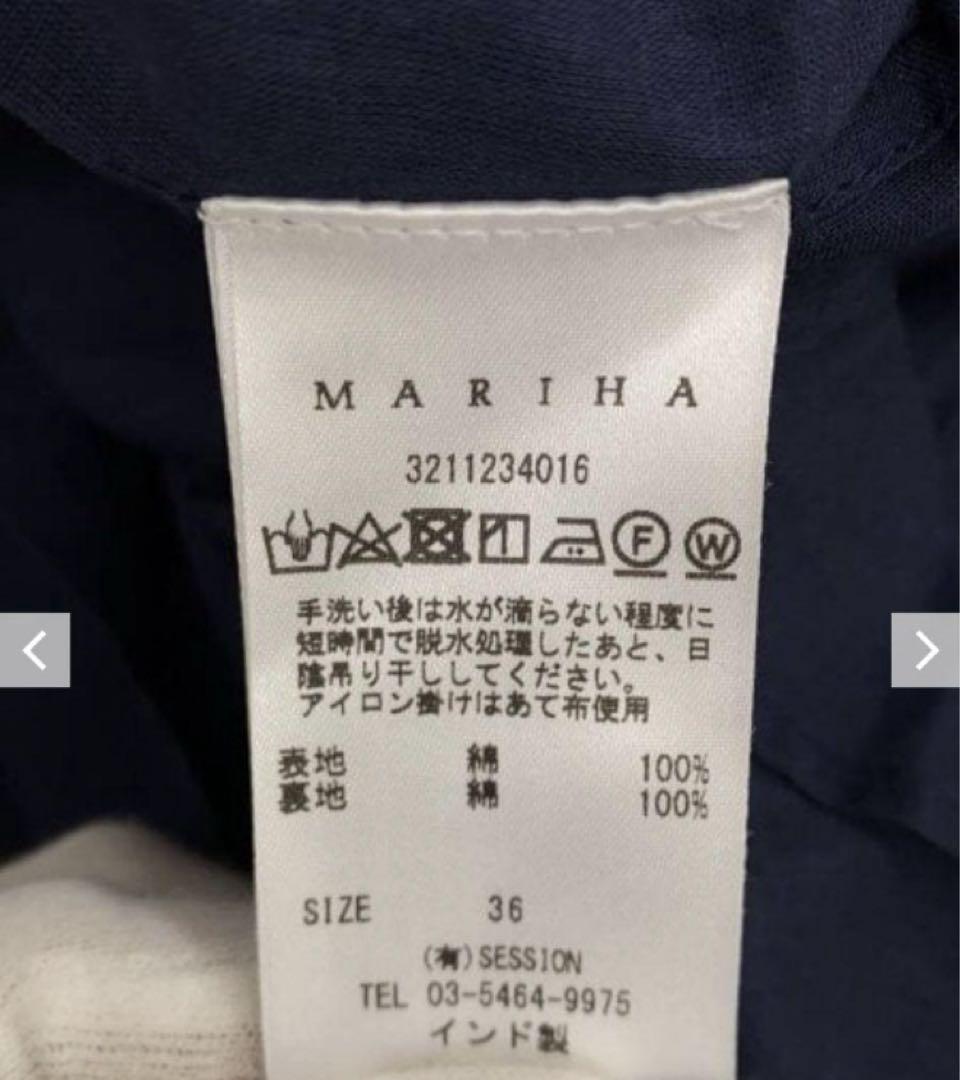 MARIHA
3211234016
F W
手洗い後は水が滴らない程度に
短時間で脱水処理したあと、日
陰吊り干ししてください。
アイロン掛けはあて布使用
表地 綿 100%
裏地 綿 100%
SIZE 36
(有)SESSION
TEL 03-5464-9975
インド製